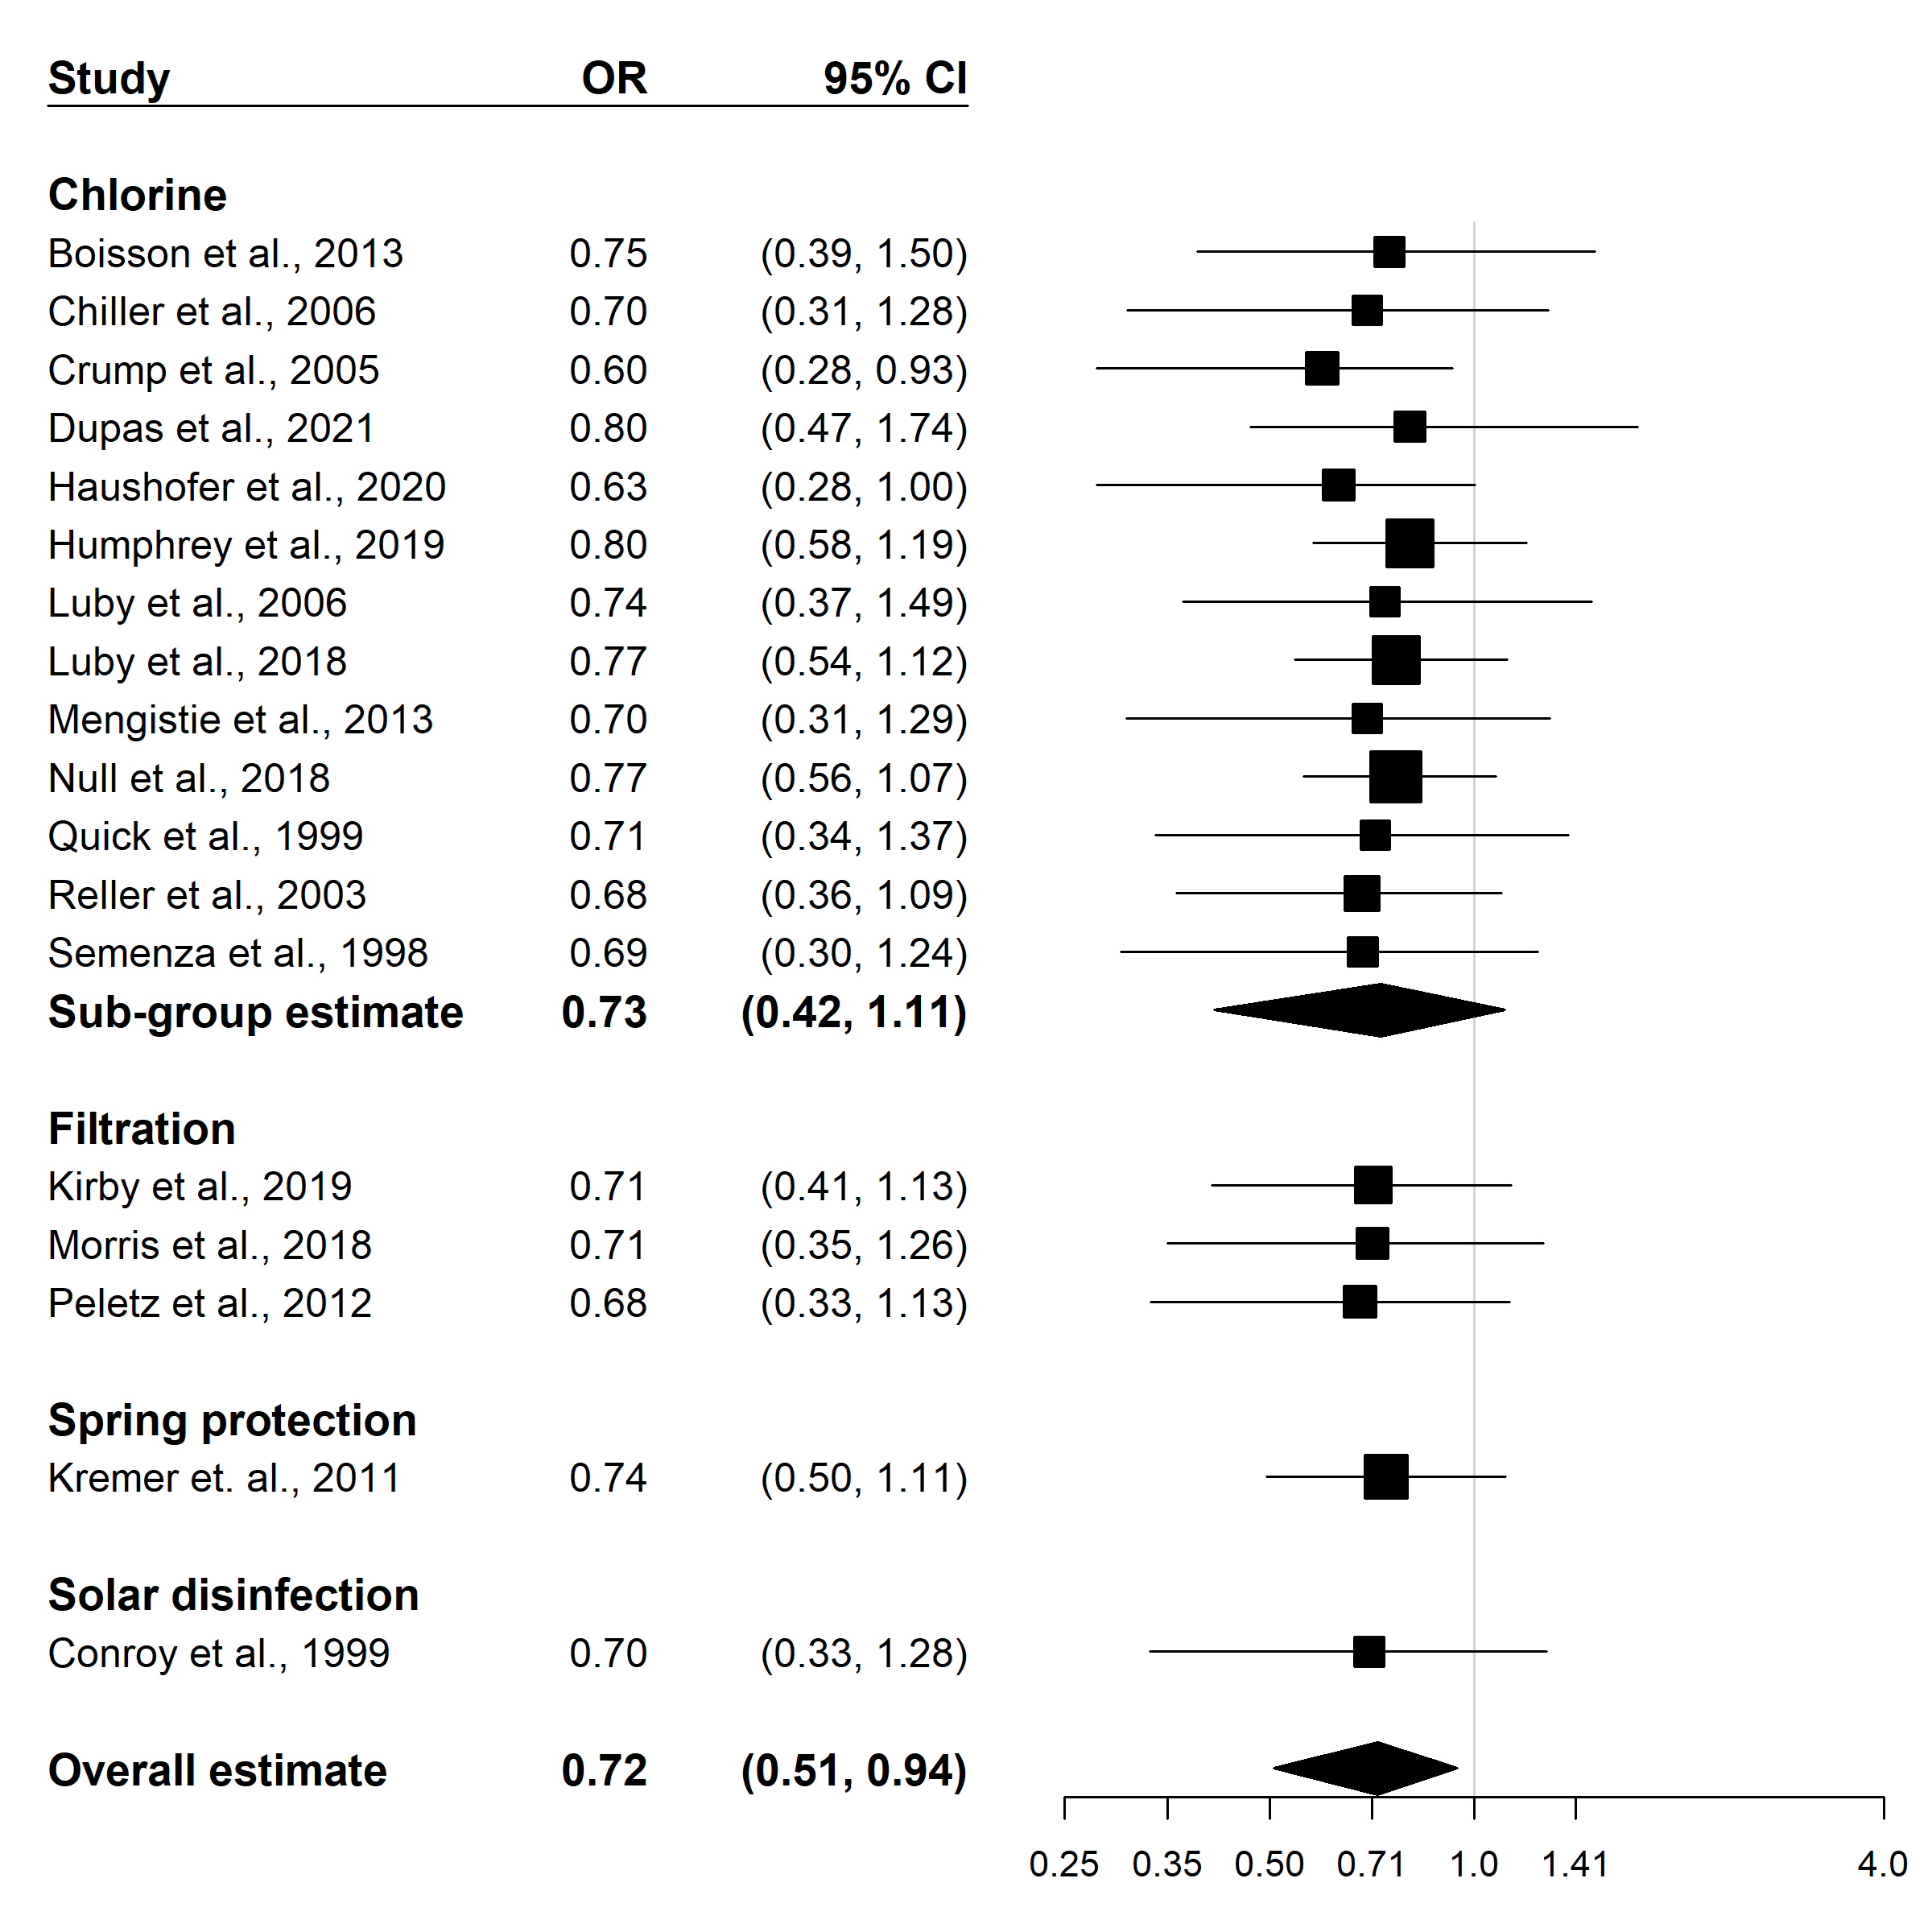 Study OR 95% CI
Chlorine
Boisson et al., 2013 0.75 (0.39, 1.50)
Chiller et al., 2006 0.70 (0.31, 1.28)
Crump et al., 2005 0.60 (0.28, 0.93)
Dupas et al., 2021 0.80 (0.47, 1.74)
Haushofer et al., 2020 0.63 (0.28, 1.00)
Humphrey et al., 2019 0.80 (0.58, 1.19)
Luby et al., 2006 0.74 (0.37, 1.49)
Luby et al., 2018 0.77 (0.54, 1.12)
Mengistie et al., 2013 0.70 (0.31, 1.29)
Null et al., 2018 0.77 (0.56, 1.07)
Quick et al., 1999 0.71 (0.34, 1.37)
Reller et al., 2003 0.68 (0.36, 1.09)
Semenza et al., 1998 0.69 (0.30, 1.24)
Sub-group estimate 0.73 (0.42, 1.11)
Filtration
Kirby et al., 2019 0.71 (0.41, 1.13)
Morris et al., 2018 0.71 (0.35, 1.26)
Peletz et al., 2012 0.68 (0.33, 1.13)
Spring protection
Kremer et. al., 2011 0.74 (0.50, 1.11)
Solar disinfection
Conroy et al., 1999 0.70 (0.33, 1.28)
Overall estimate 0.72 (0.51, 0.94)
0.25 0.35 0.50 0.71 1.0 1.41 4.0